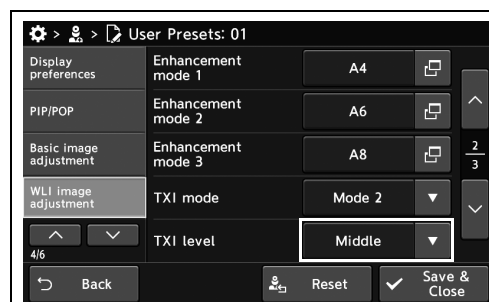 > > User Presets: 01
Display
preferences
PIP/POP
Basic image
adjustment
WLI image
adjustment
4/6
Enhancement
mode 1
A4
Enhancement
mode 2
A6
Enhancement
mode 3
A8
TXI mode
Mode 2
TXI level
Middle
2
3
Back
Reset
Save &
Close